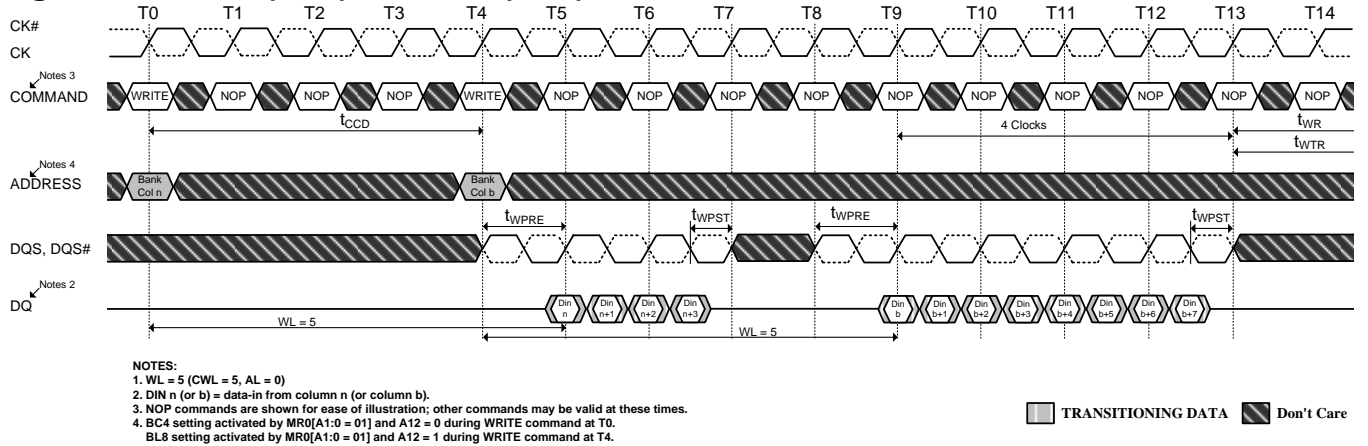 T0 T1 T2 T3 T4 T5 T6 T7 T8 T9 T10 T11 T12 T13 T14
CK#
CK
Notes 3
COMMAND
WRITE NOP NOP NOP WRITE NOP NOP NOP NOP NOP NOP NOP NOP NOP NOP
tCCD
4 Clocks
tWR
tWTR
Notes 4
ADDRESS
Bank Col n
Bank Col b
tWPRE tWPST tWPRE tWPST
DQS, DQS#
Notes 2
DQ
Din n Din n+1 Din n+2 Din n+3 Din b Din b+1 Din b+2 Din b+3 Din b+4 Din b+5 Din b+6 Din b+7
WL = 5
WL = 5
NOTES:
1. WL = 5 (CWL = 5, AL = 0)
2. DIN n (or b) = data-in from column n (or column b).
3. NOP commands are shown for ease of illustration; other commands may be valid at these times.
4. BC4 setting activated by MR0[A1:0 = 01] and A12 = 0 during WRITE command at T0.
BL8 setting activated by MR0[A1:0 = 01] and A12 = 1 during WRITE command at T4.
TRANSITIONING DATA
Don't Care